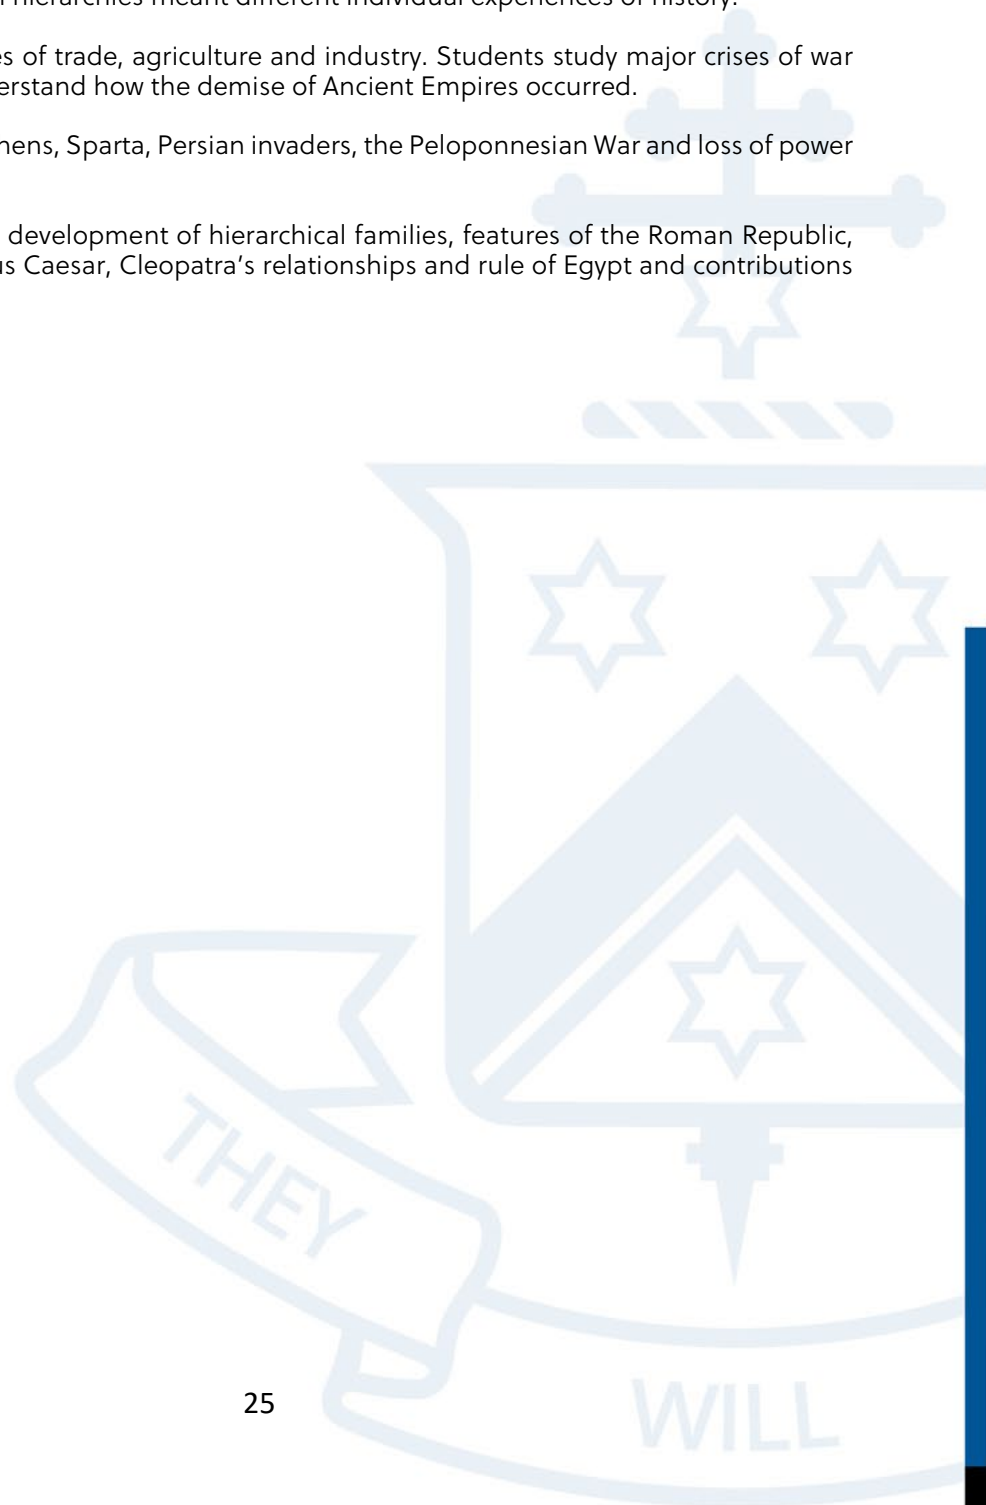 hierarchies meant different individual experiences of history.
es of trade, agriculture and industry. Students study major crises of war
erstand how the demise of Ancient Empires occurred.
hens, Sparta, Persian invaders, the Peloponnesian War and loss of power
development of hierarchical families, features of the Roman Republic,
us Caesar, Cleopatra’s relationships and rule of Egypt and contributions
THEY
WILL
25